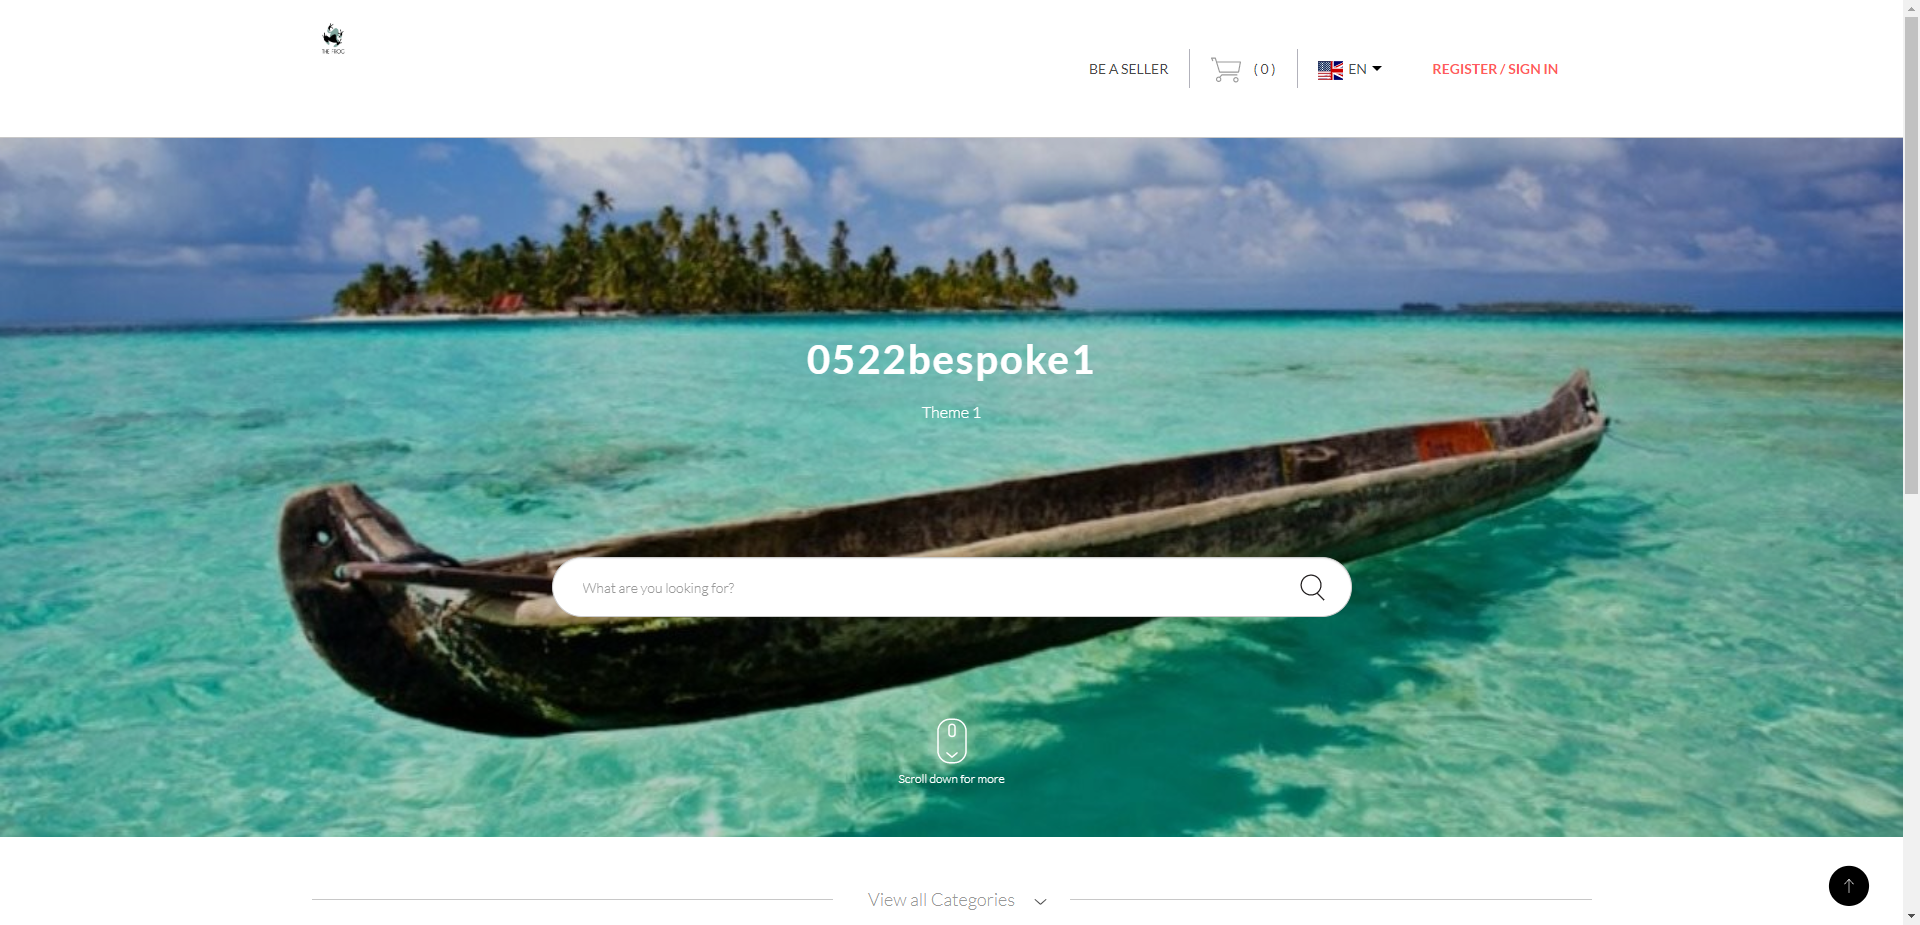 THE FROG
BE A SELLER
( 0 )
EN
REGISTER / SIGN IN
0522bespoke1
Theme 1
What are you looking for?
Scroll down for more
View all Categories